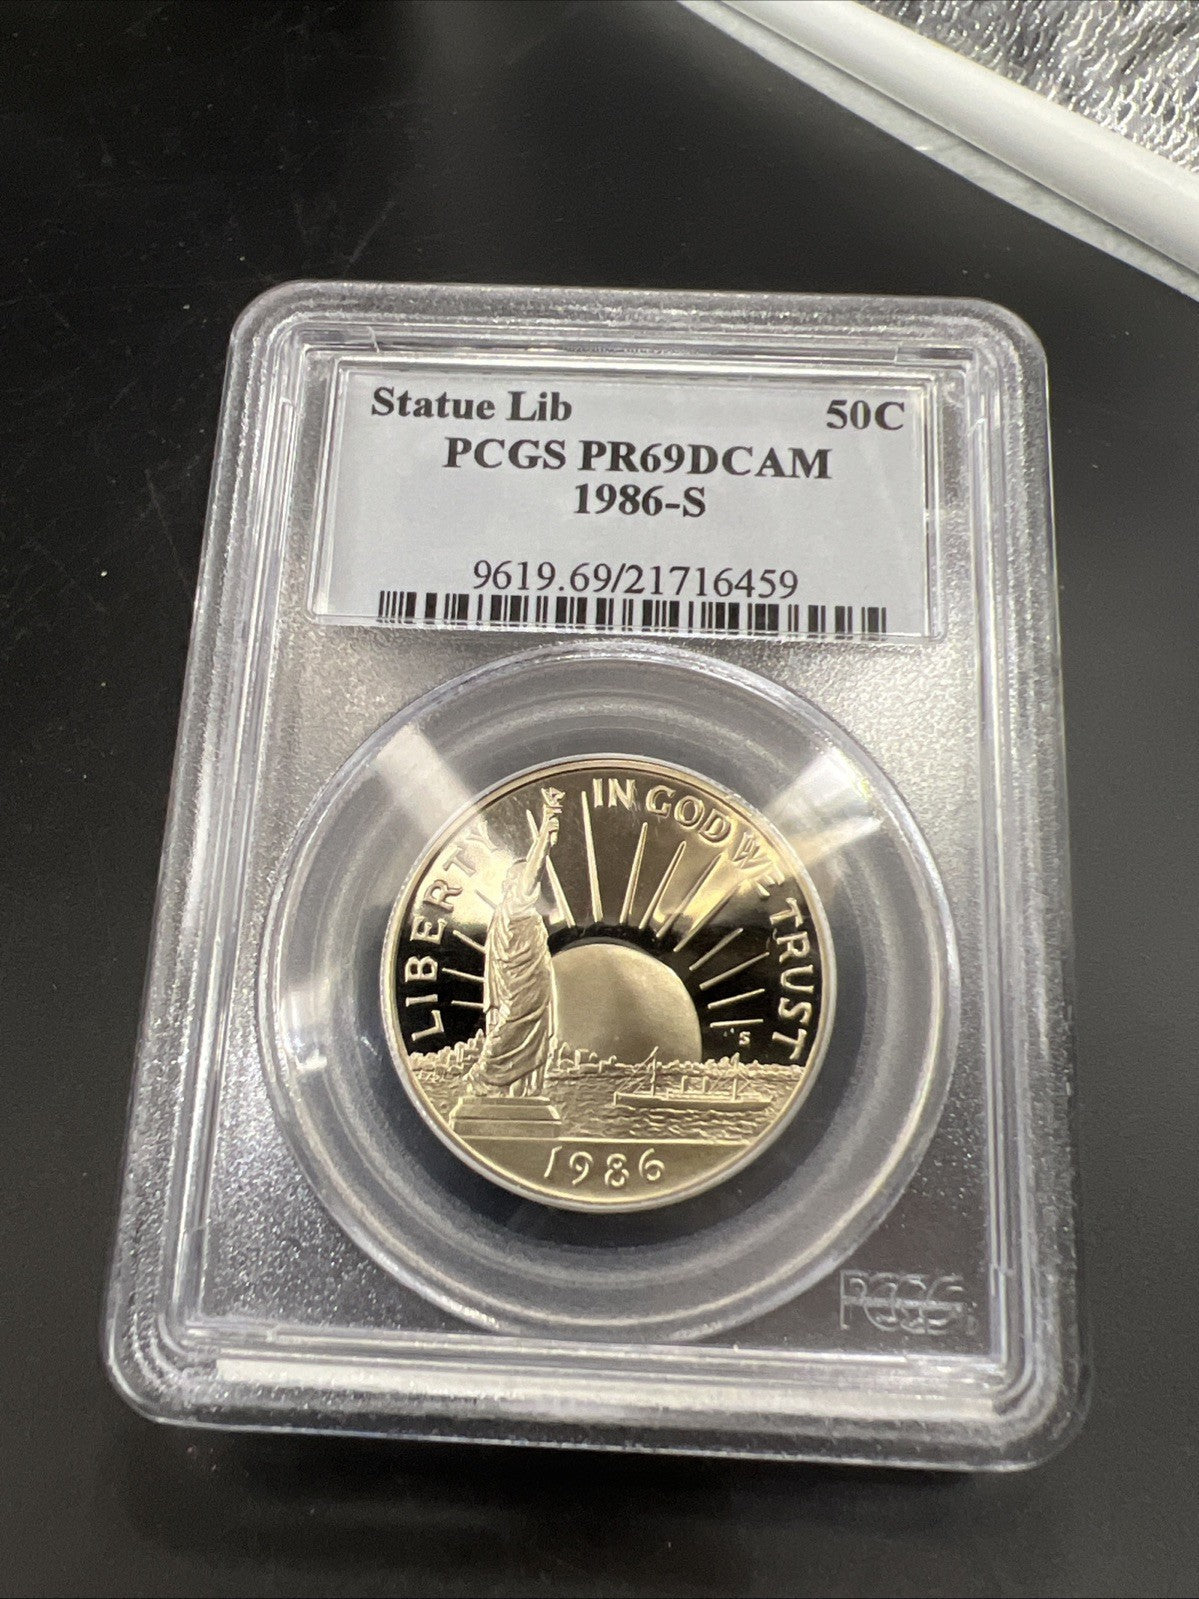 Statue Lib 50C
PCGS PR69DCAM
1986-S
9619.69/21716459
LIBERTY
IN GOD WE TRUST
S
1986
PCGS